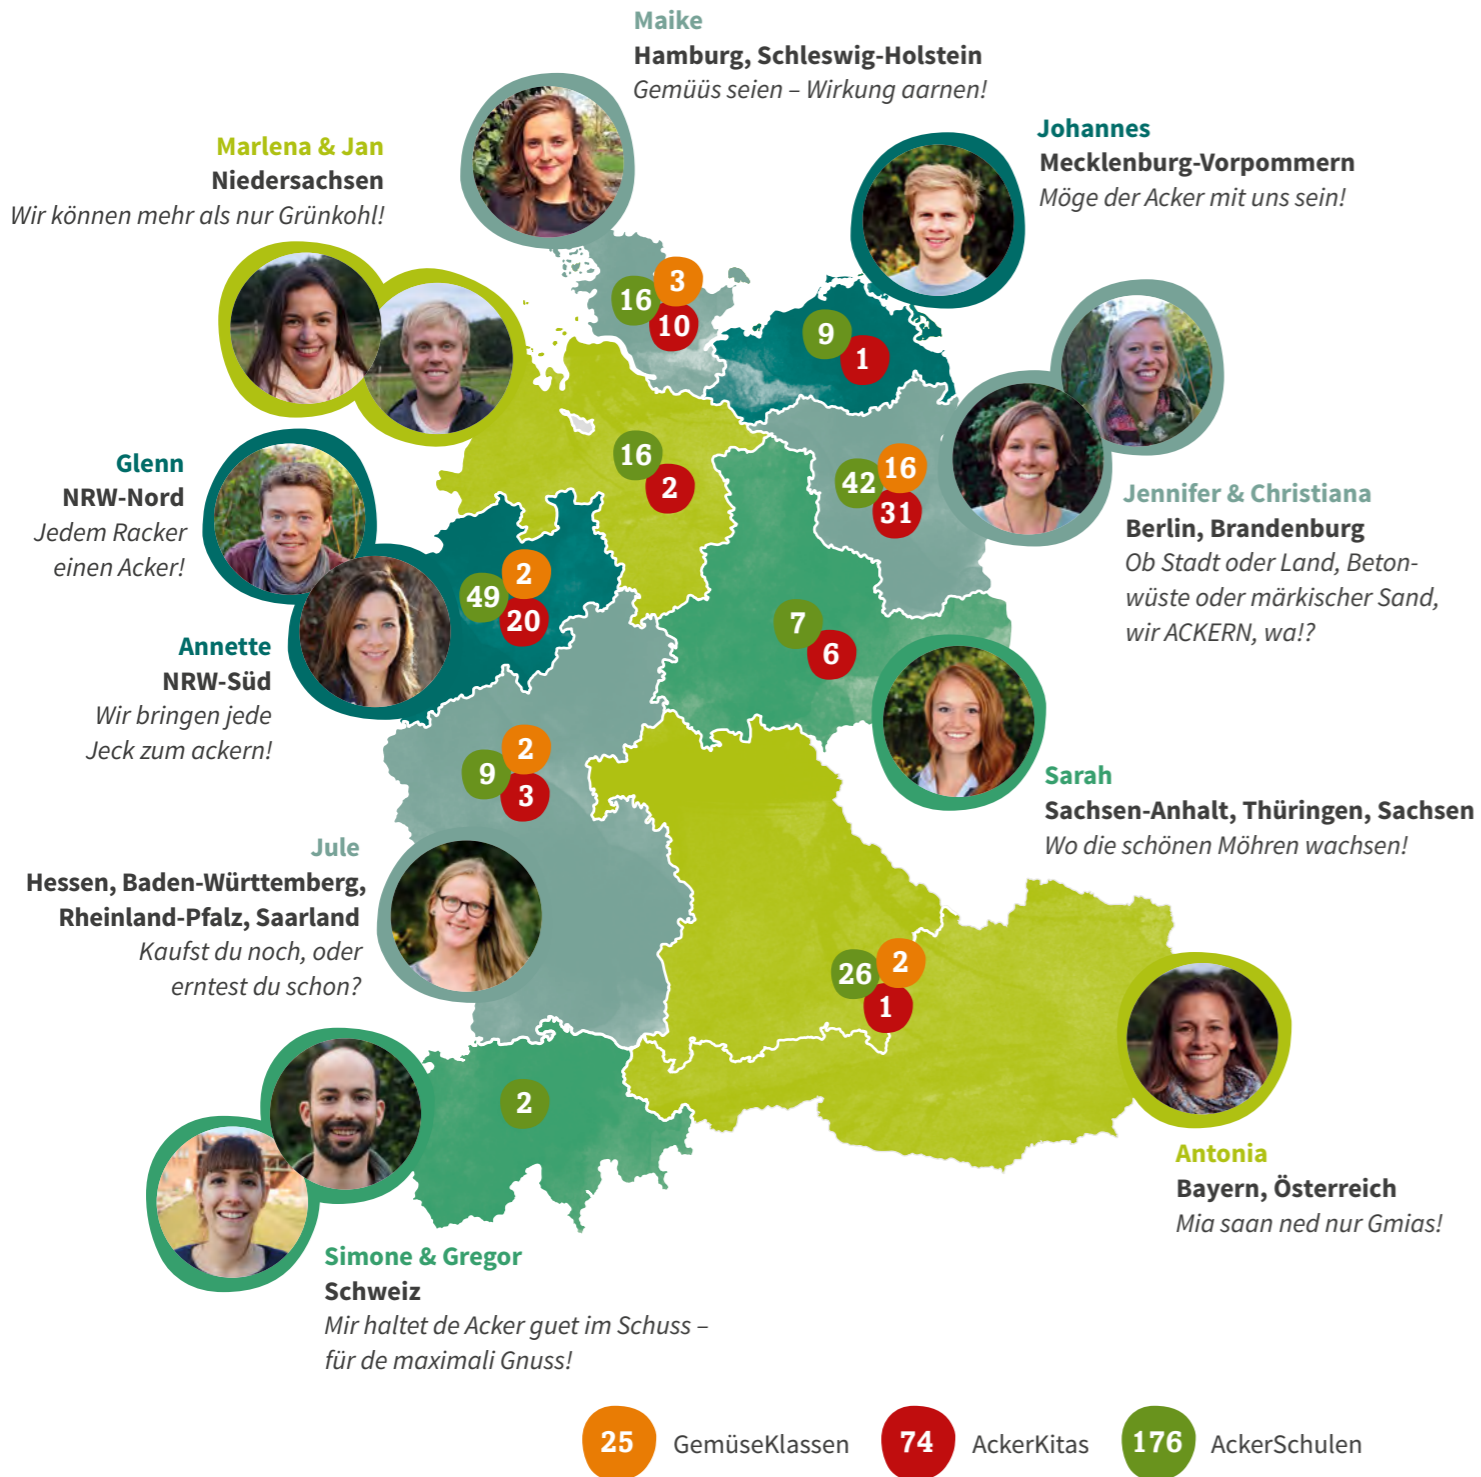 Maike
Hamburg, Schleswig-Holstein
Gemüüs seien – Wirkung aarnen!
Johannes
Mecklenburg-Vorpommern
Möge der Acker mit uns sein!
Marlena & Jan
Niedersachsen
Wir können mehr als nur Grünkohl!
3
16
10
9
1
Glenn
NRW-Nord
Jedem Racker
einen Acker!
16
2
42
16
31
Jennifer & Christiana
Berlin, Brandenburg
Ob Stadt oder Land, Beton-
wüste oder märkischer Sand,
wir ACKERN, wa!?
2
49
20
Annette
NRW-Süd
Wir bringen jede
Jeck zum ackern!
7
6
2
9
3
Sarah
Sachsen-Anhalt, Thüringen, Sachsen
Wo die schönen Möhren wachsen!
Jule
Hessen, Baden-Württemberg,
Rheinland-Pfalz, Saarland
Kaufst du noch, oder
erntest du schon?
26
2
1
2
Antonia
Bayern, Österreich
Mia saan ned nur Gmias!
Simone & Gregor
Schweiz
Mir haltet de Acker guet im Schuss –
für de maximali Gnuss!
25 GemüseKlassen 74 AckerKitas 176 AckerSchulen